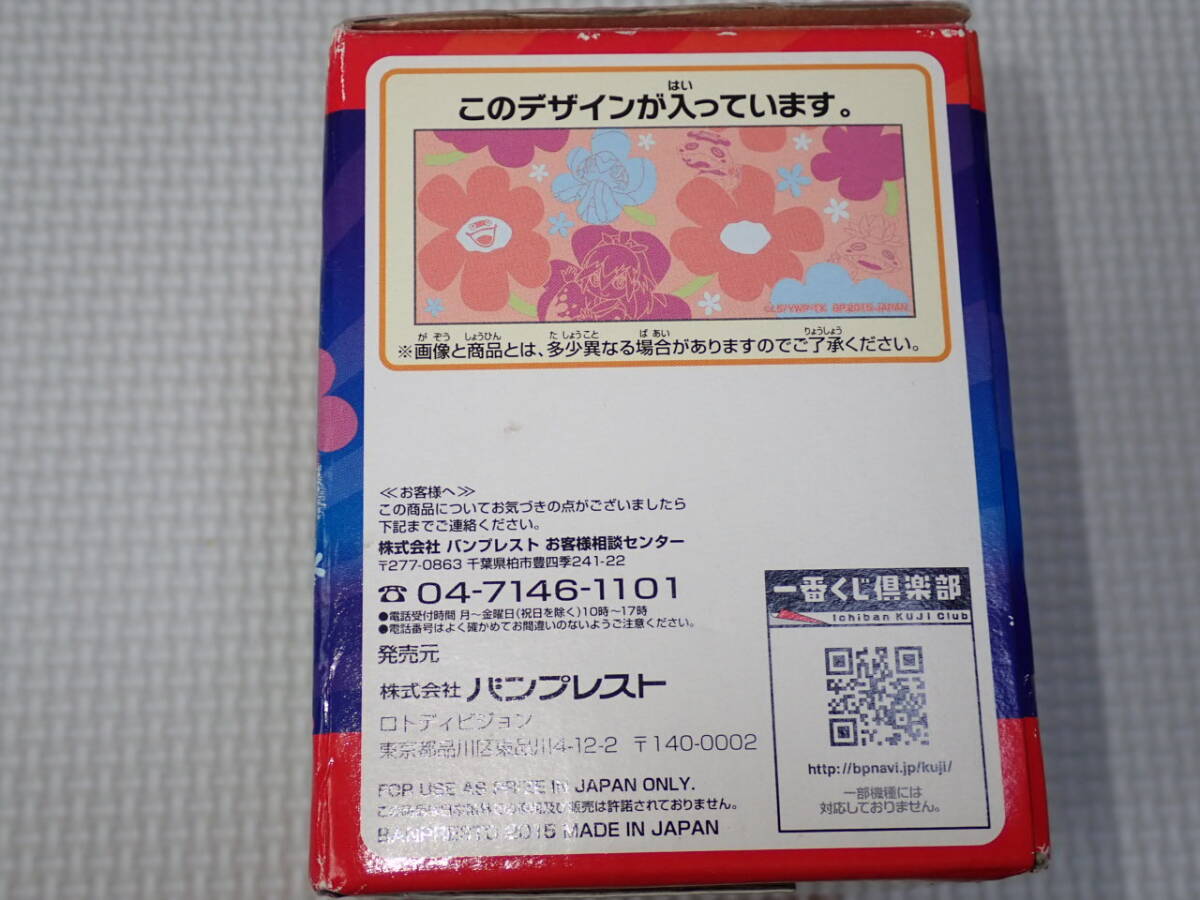 はい
このデザインが入っています。
©LS/YWP・TX BP2015 JAPAN
が ぞう しょうひん た しょうこと ば あい りょうしょう
※画像と商品とは、多少異なる場合がありますのでご了承ください。
≪お客様へ≫
この商品についてお気づきの点がございましたら
下記までご連絡ください。
株式会社 バンプレスト お客様相談センター
〒277-0863 千葉県柏市豊四季241-22
☎ 04-7146-1101
●電話受付時間 月〜金曜日(祝日を除く)10時〜17時
●電話番号はよく確かめてお間違いのないようご注意ください。
発売元
株式会社 バンプレスト
ロトディビジョン
東京都品川区東品川4-12-2 〒140-0002
FOR USE AS PRIZE IN JAPAN ONLY.
販売は許諾されておりません。
BANPRESTO 2015 MADE IN JAPAN
一番くじ倶楽部
Ichiban KUJI Club
http://bpnavi.jp/kuji/
一部機種には
対応しておりません。